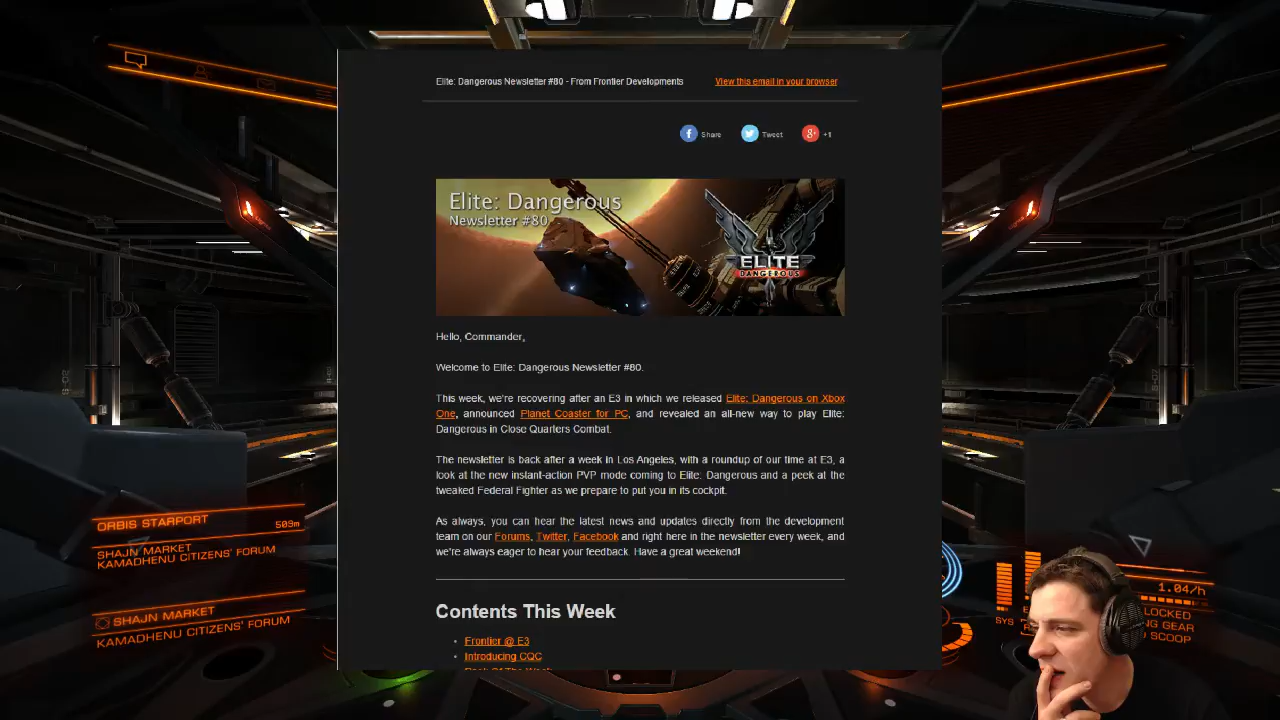 Elite: Dangerous Newsletter #80 - From Frontier Developments
View this email in your browser
Share
Tweet
+1
Elite: Dangerous
Newsletter #80
ELITE
DANGEROUS
Hello, Commander,
Welcome to Elite: Dangerous Newsletter #80.
This week, we're recovering after an E3 in which we released Elite: Dangerous on Xbox
One, announced Planet Coaster for PC, and revealed an all-new way to play Elite:
Dangerous in Close Quarters Combat.
The newsletter is back after a week in Los Angeles, with a roundup of our time at E3, a
look at the new instant-action PVP mode coming to Elite: Dangerous and a peek at the
tweaked Federal Fighter as we prepare to put you in its cockpit.
As always, you can hear the latest news and updates directly from the development
team on our Forums, Twitter, Facebook and right here in the newsletter every week, and
we're always eager to hear your feedback. Have a great weekend!
Contents This Week
Frontier @ E3
Introducing CQC
ORBIS STARPORT
509m
SHAJN MARKET
KAMADHENU CITIZENS' FORUM
SHAJN MARKET
KAMADHENU CITIZENS' FORUM
SYS
1.04/h
LOCKED
GEAR
SCOOP